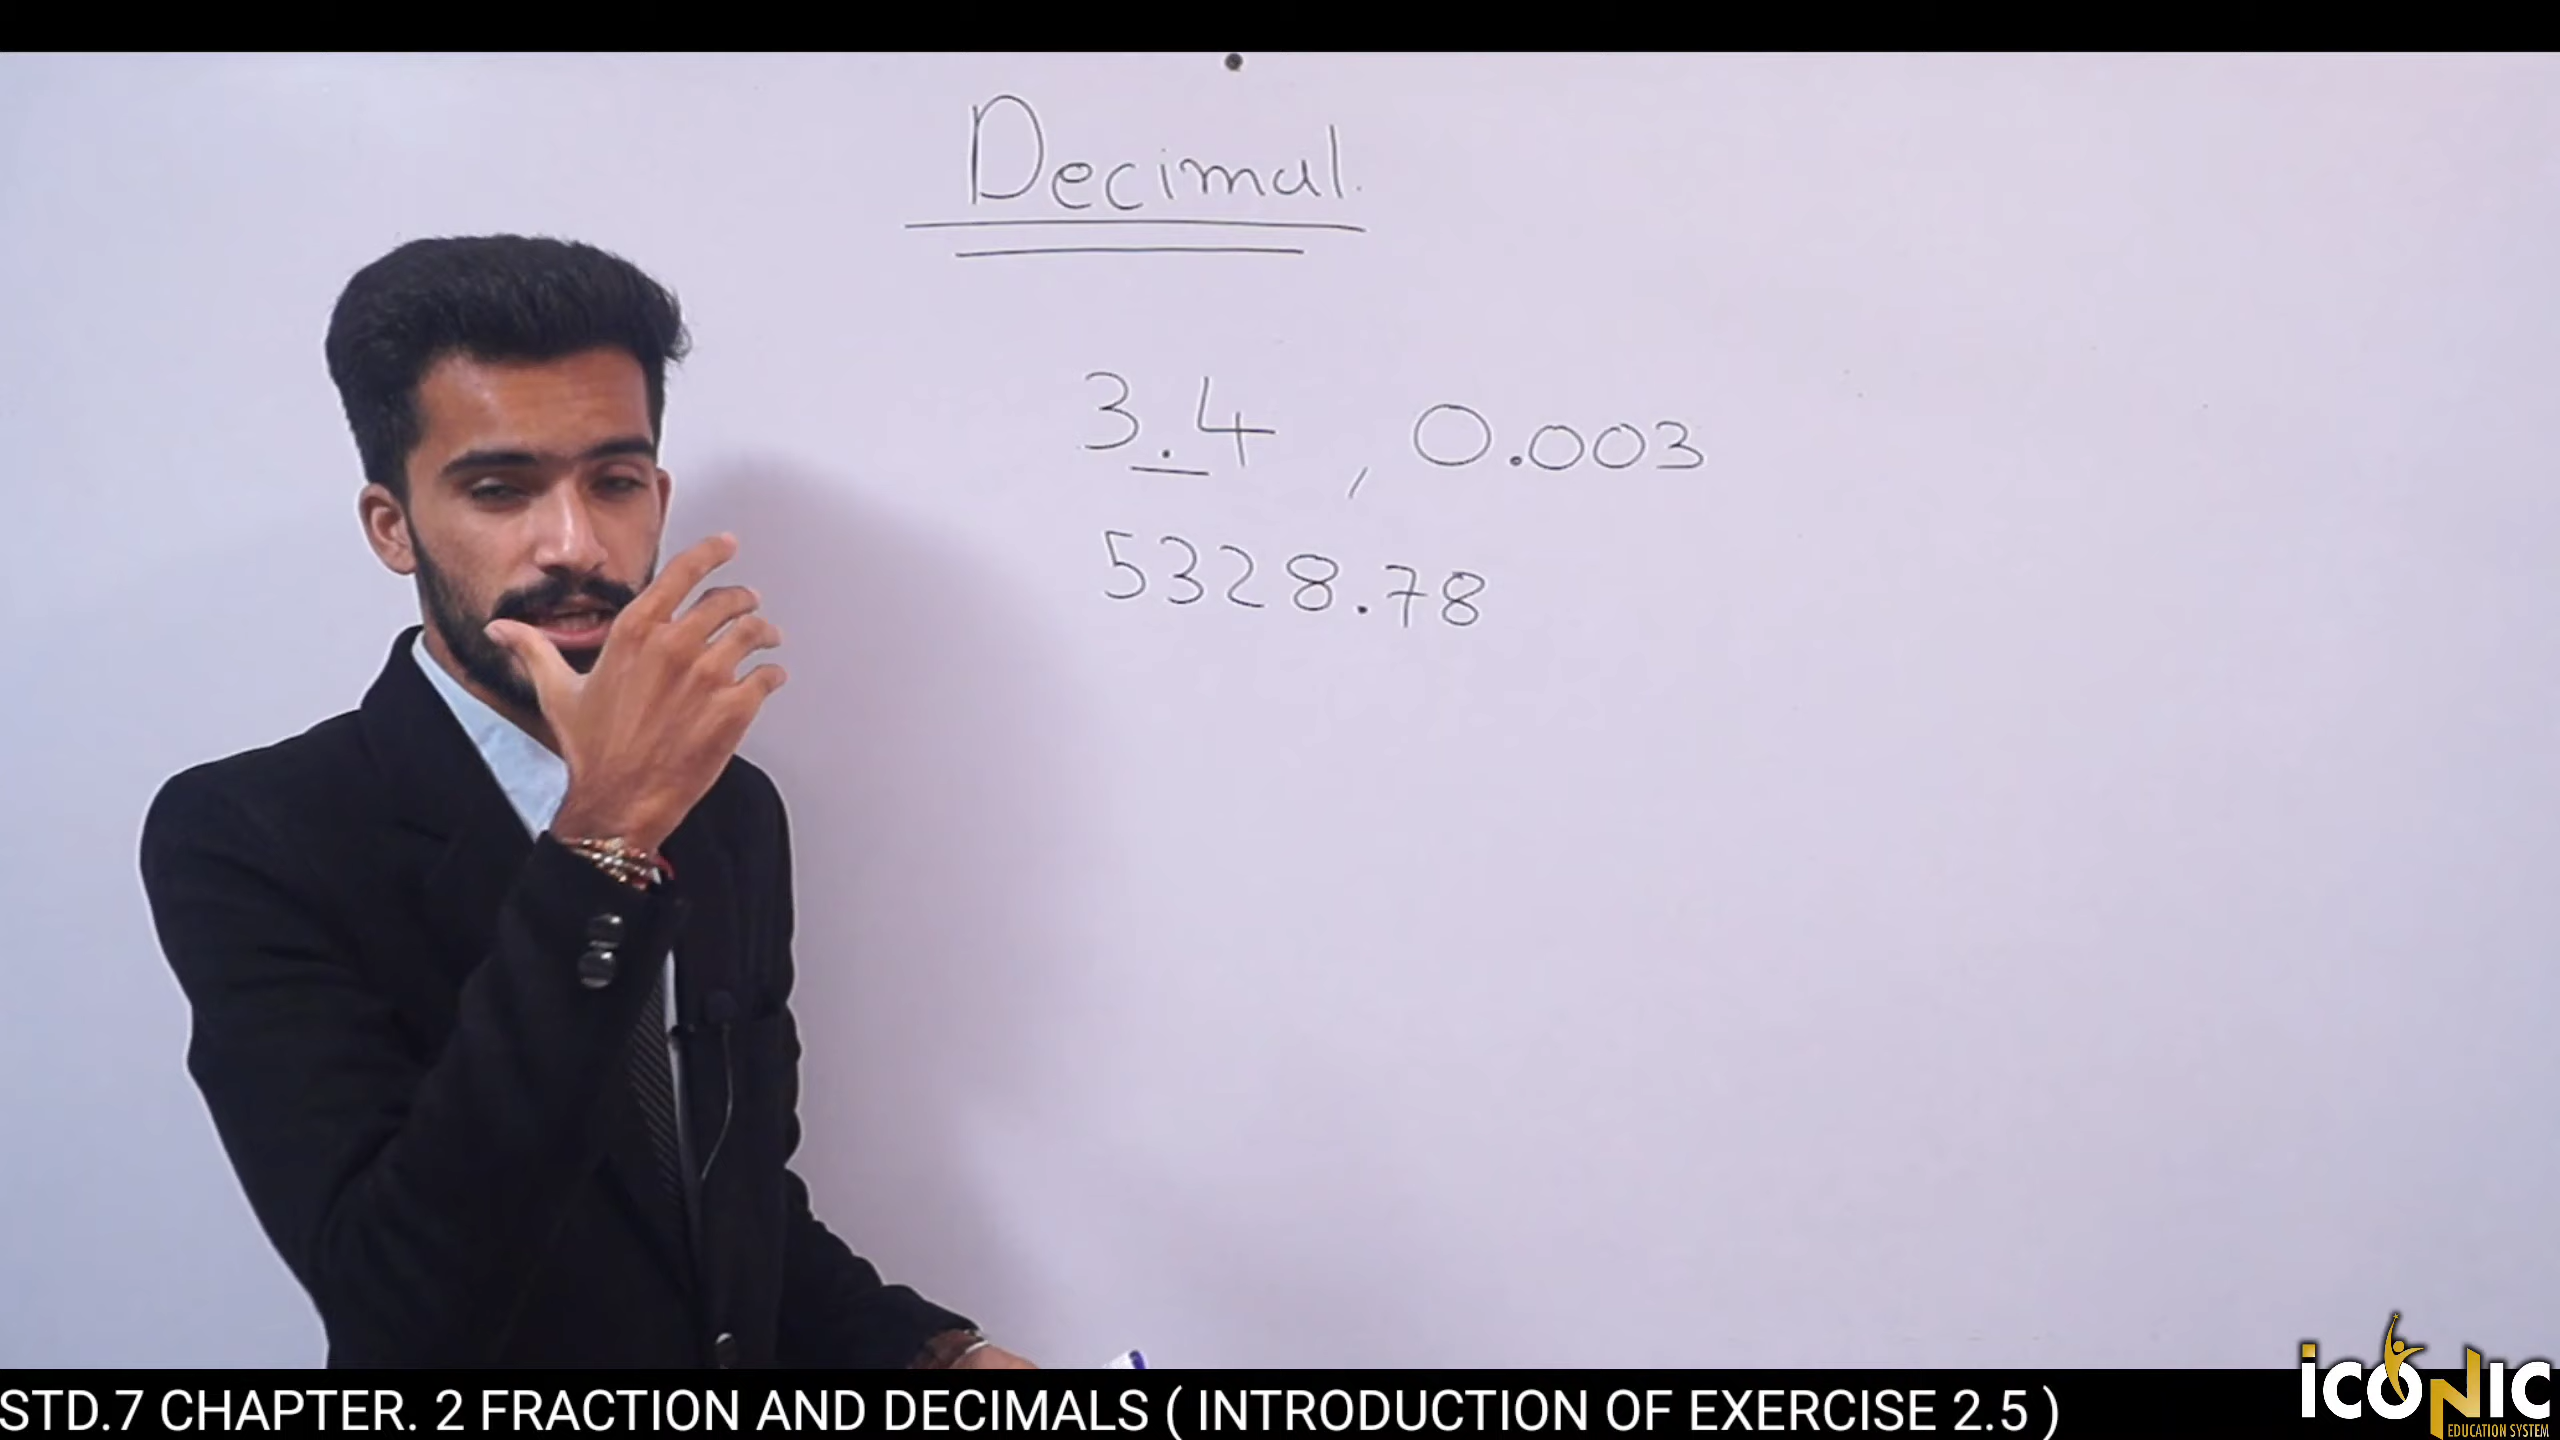 Decimal.
3.4 , 0.003
5328.78
STD.7 CHAPTER. 2 FRACTION AND DECIMALS ( INTRODUCTION OF EXERCISE 2.5 )
iCONIC
EDUCATION SYSTEM